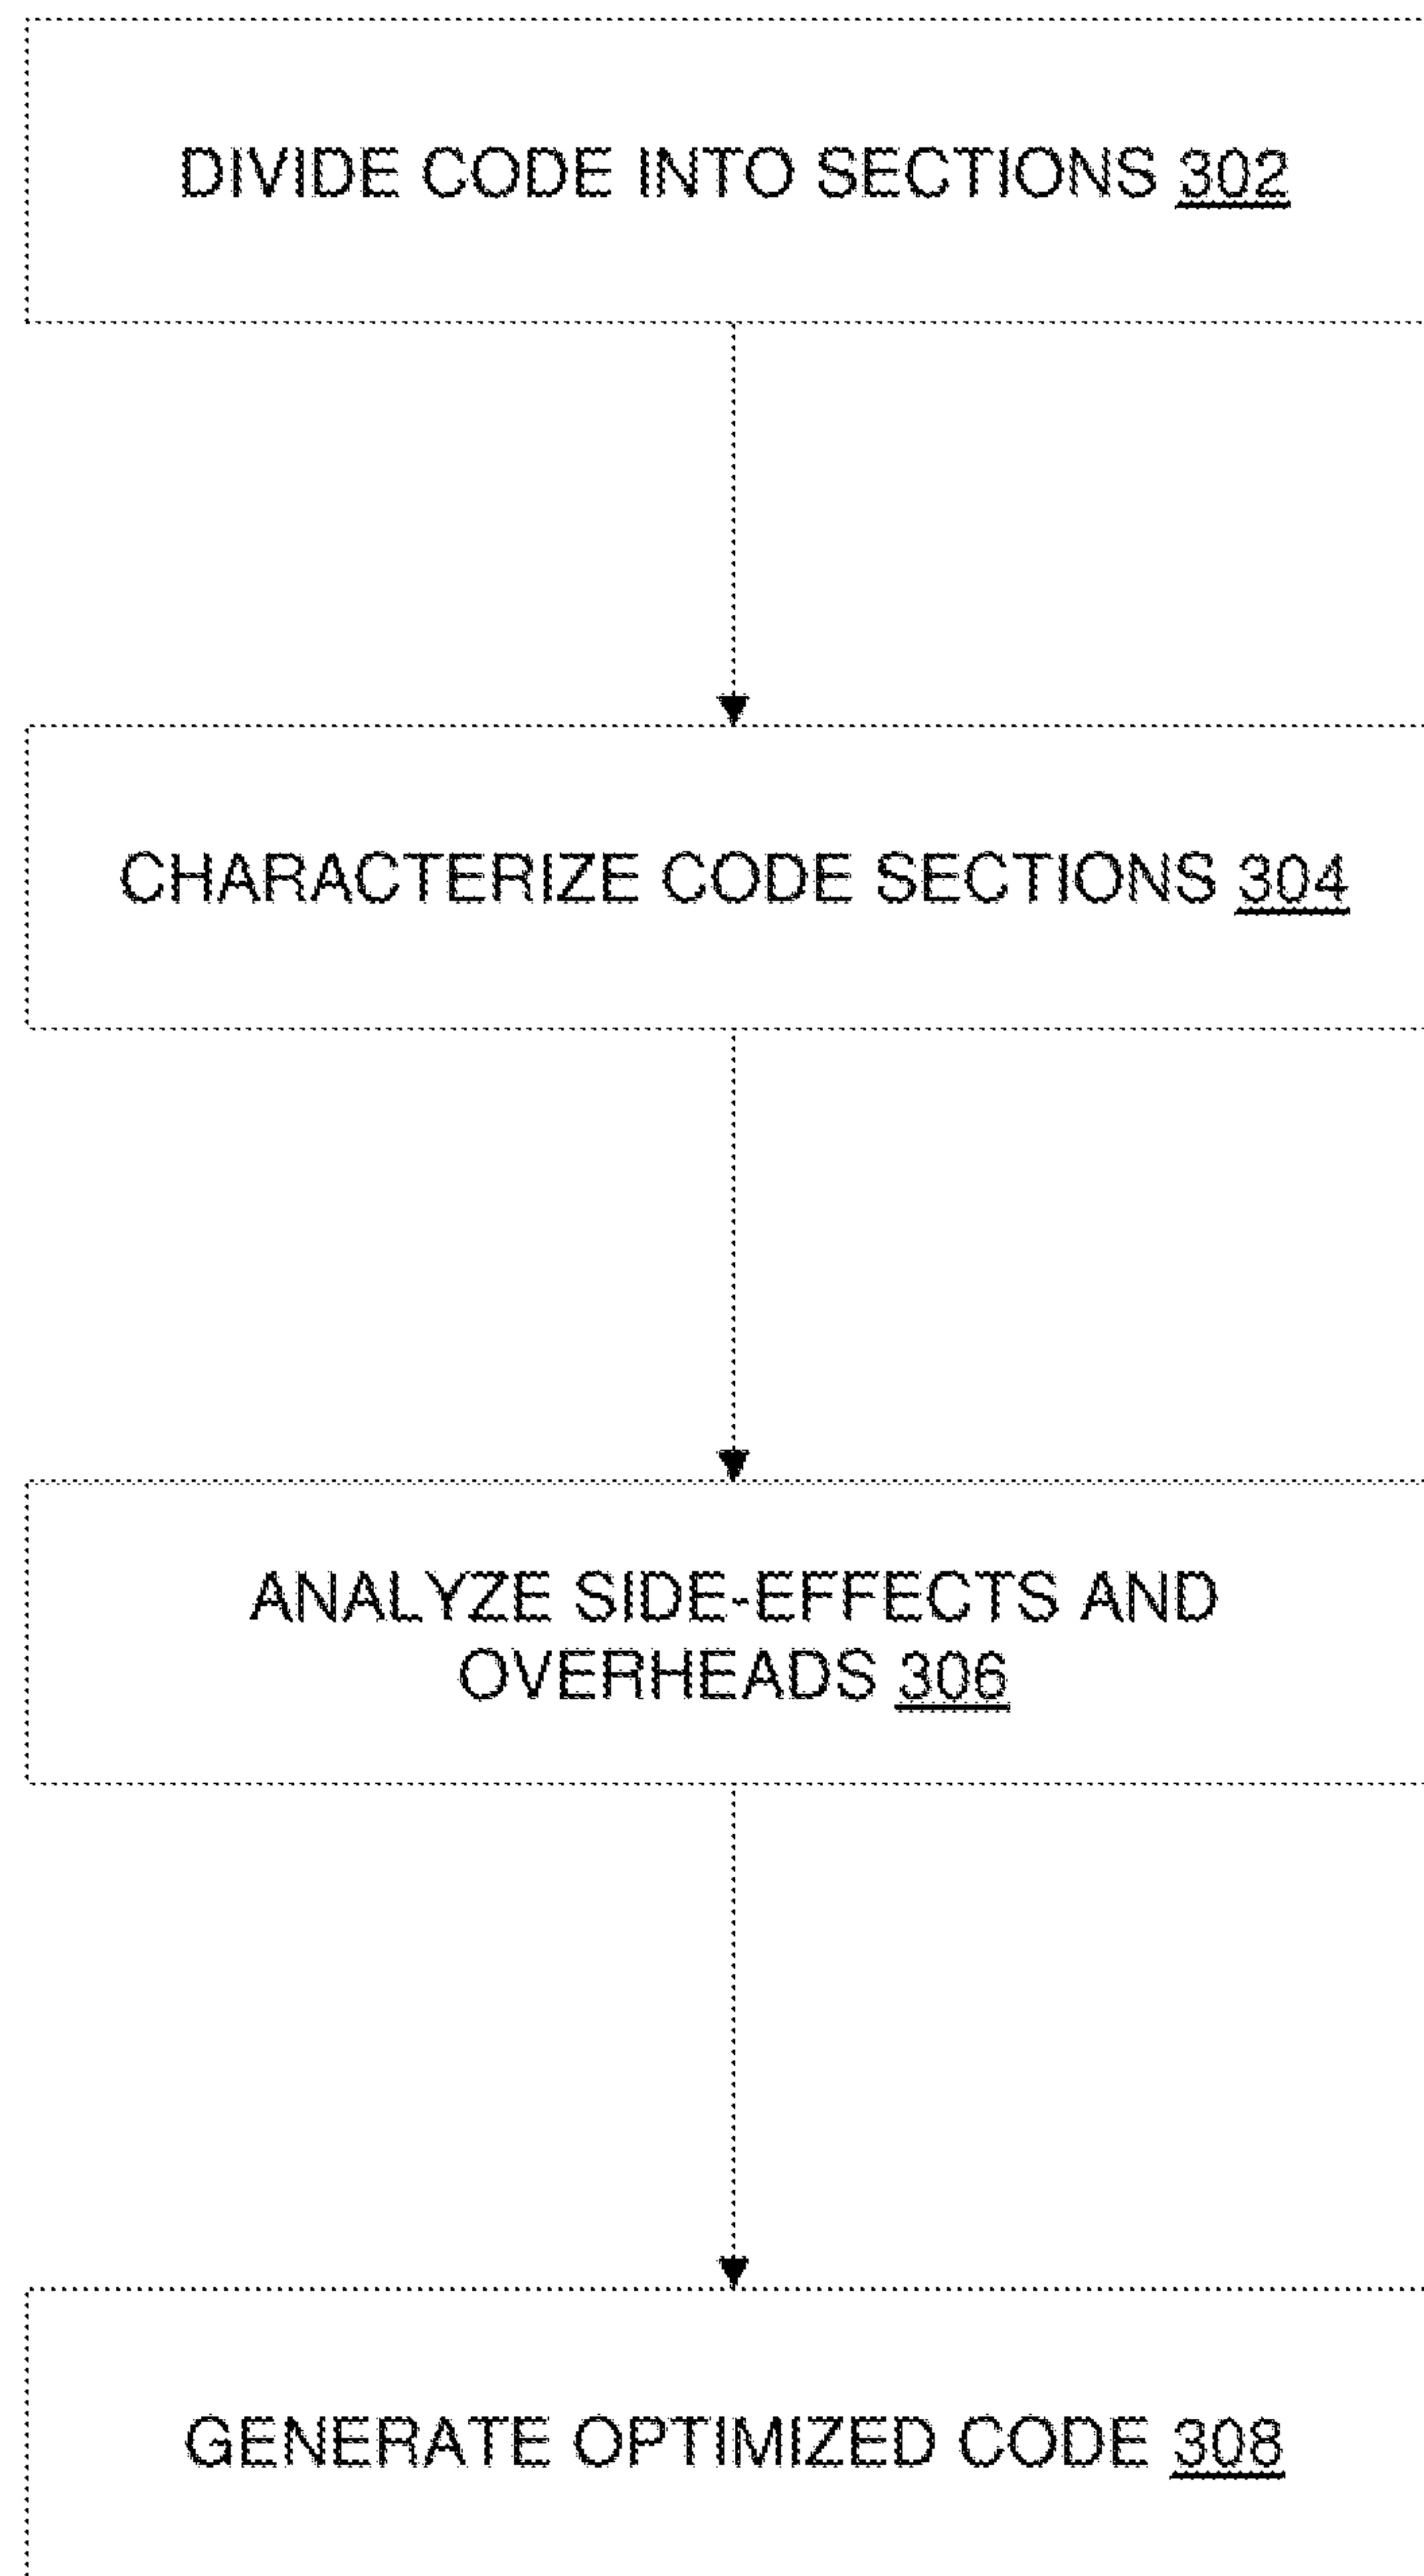 DIVIDE CODE INTO SECTIONS 302
CHARACTERIZE CODE SECTIONS 304
ANALYZE SIDE-EFFECTS AND
OVERHEADS 306
GENERATE OPTIMIZED CODE 308